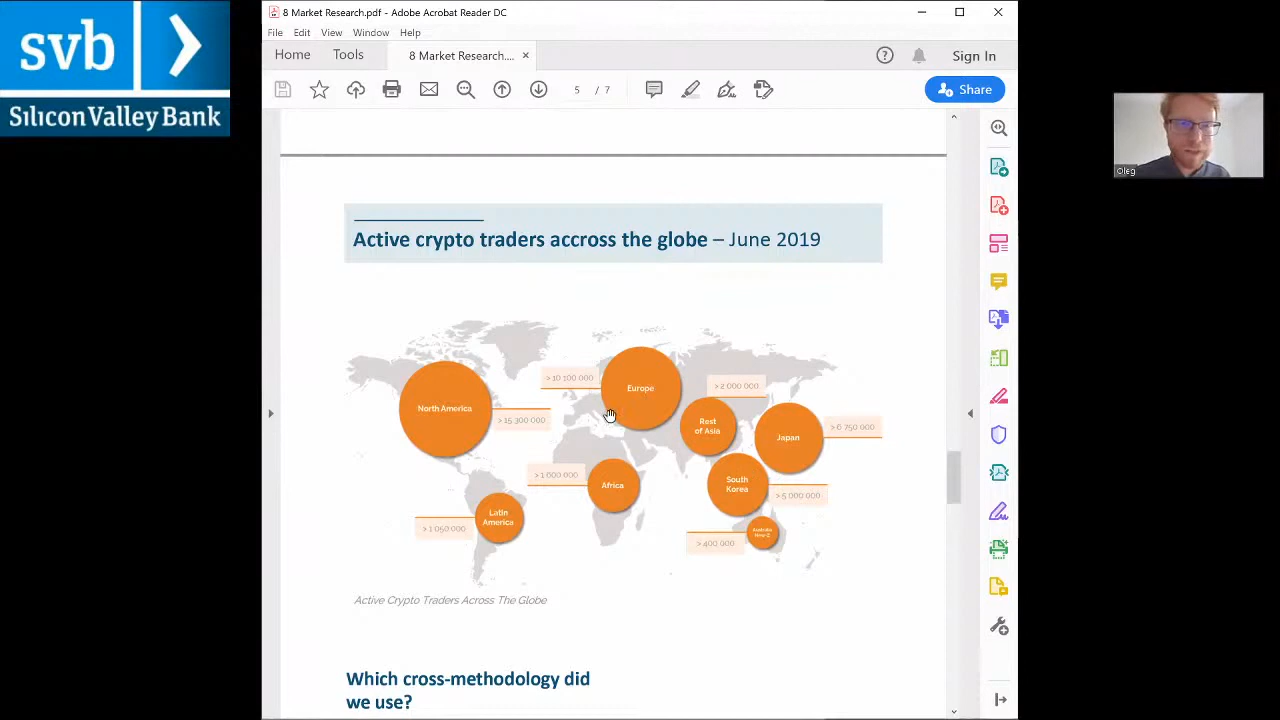 svb
Silicon Valley Bank
8 Market Research.pdf - Adobe Acrobat Reader DC
File Edit View Window Help
Home Tools 8 Market Research.... × Sign In
5 / 7 Share
Oleg
Active crypto traders accross the globe – June 2019
North America
> 15 300 000
> 10 100 000
Europe
> 2 000 000
Rest
of Asia
Japan
> 6 750 000
> 1 600 000
Africa
South
Korea
> 5 000 000
Latin
America
> 1 050 000
> 400 000
Australia
New-Z
Active Crypto Traders Across The Globe
Which cross-methodology did
we use?